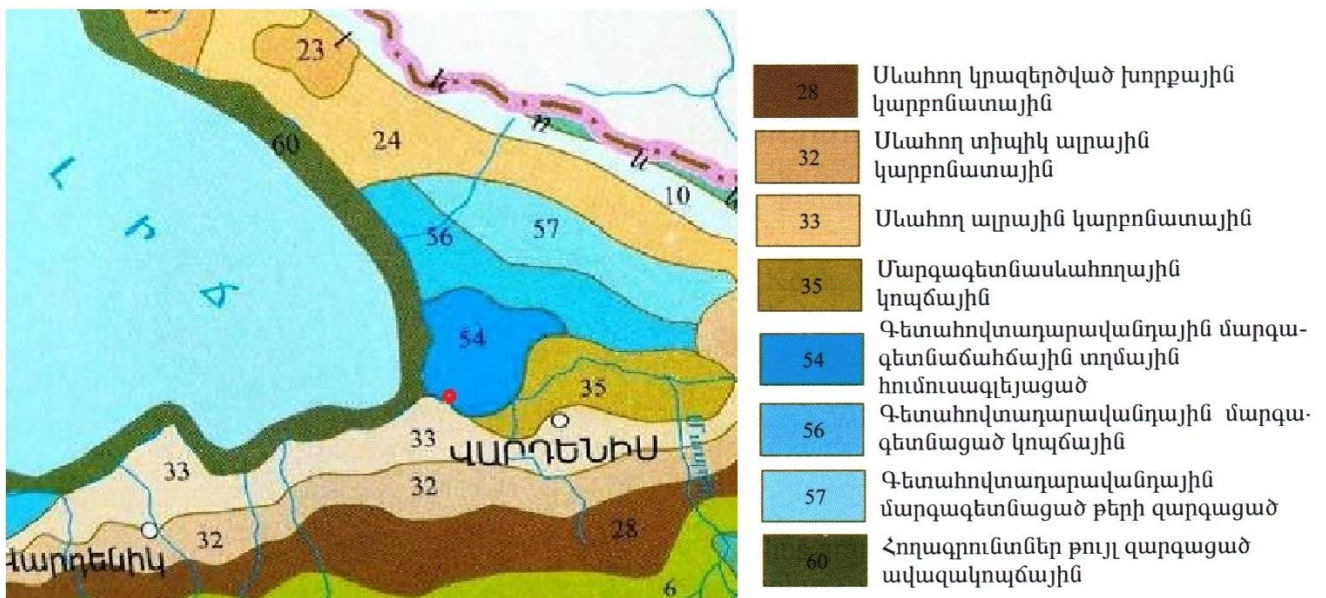 23
24
60
10
57
56
54
35
33
ՎԱՐԴԵՆԻՍ
33
32
32
28
Վարդենիկ
6
Լ
Ի
Ճ
28
Սևահող կրազերծված խորքային
կարբոնատային
32
Սևահող տիպիկ ալրային
կարբոնատային
33
Սևահող ալրային կարբոնատային
35
Մարգագետնասևահողային
կոպճային
54
Գետահովտադարավանդային մարգա-
գետնաճահճային տղմային
հումուսագլեյացած
56
Գետահովտադարավանդային մարգա-
գետնացած կոպճային
57
Գետահովտադարավանդային
մարգագետնացած թերի զարգացած
60
Հողագրունտներ թույլ զարգացած
ավազակոպճային